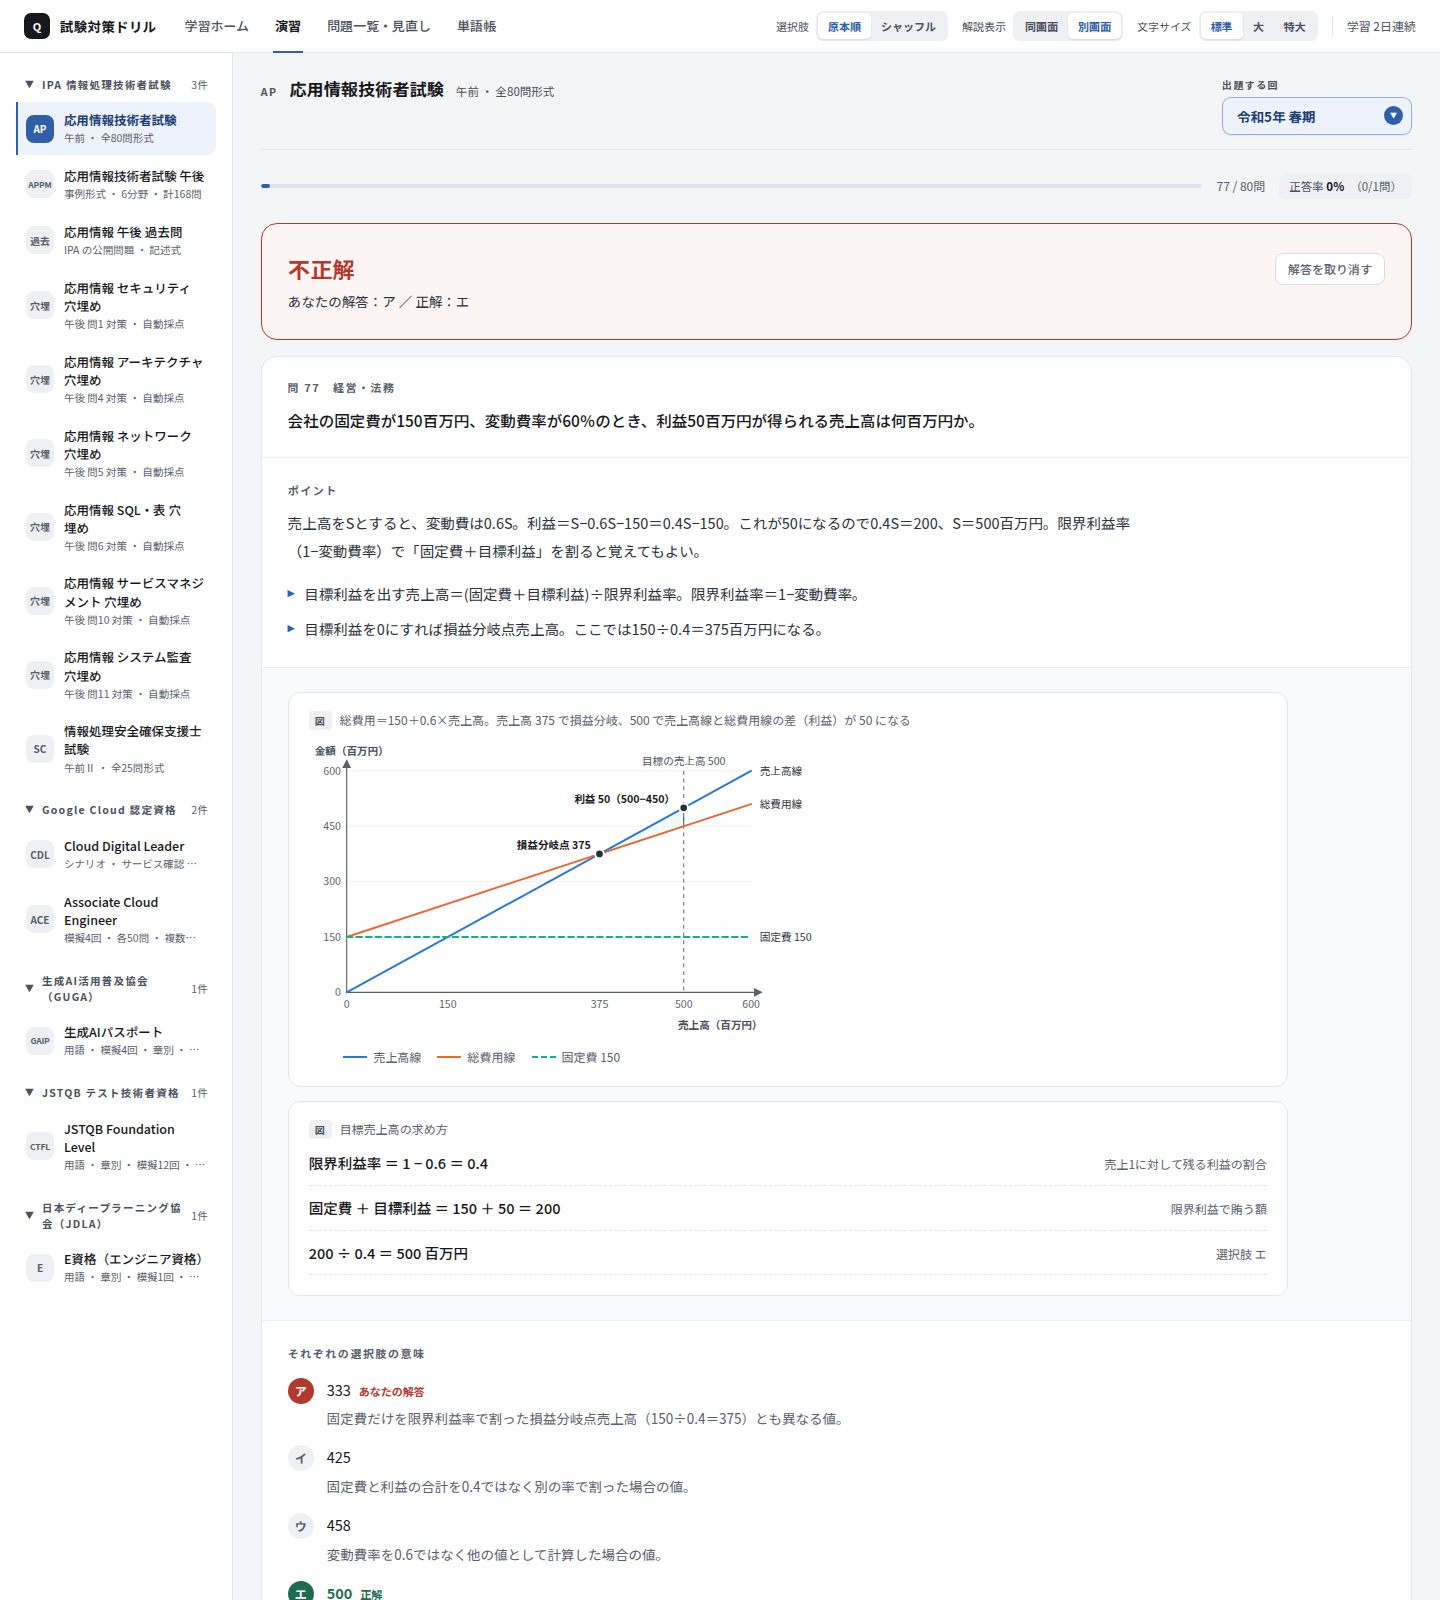 Q 試験対策ドリル 学習ホーム 演習 問題一覧・見直し 単語帳 選択肢 原本順 シャッフル 解説表示 同画面 別画面 文字サイズ 標準 大 特大 学習 2日連続
▼ IPA 情報処理技術者試験 3件
AP 応用情報技術者試験
午前 ・ 全80問形式
APPM 応用情報技術者試験 午後
事例形式 ・ 6分野 ・ 計168問
過去 応用情報 午後 過去問
IPA の公開問題 ・ 記述式
穴埋 応用情報 セキュリティ
穴埋め
午後 問1 対策 ・ 自動採点
穴埋 応用情報 アーキテクチャ
穴埋め
午後 問4 対策 ・ 自動採点
穴埋 応用情報 ネットワーク
穴埋め
午後 問5 対策 ・ 自動採点
穴埋 応用情報 SQL・表 穴
埋め
午後 問6 対策 ・ 自動採点
穴埋 応用情報 サービスマネジ
メント 穴埋め
午後 問10 対策 ・ 自動採点
穴埋 応用情報 システム監査
穴埋め
午後 問11 対策 ・ 自動採点
SC 情報処理安全確保支援士
試験
午前Ⅱ ・ 全25問形式
▼ Google Cloud 認定資格 2件
CDL Cloud Digital Leader
シナリオ ・ サービス確認 …
ACE Associate Cloud
Engineer
模擬4回 ・ 各50問 ・ 複数…
▼ 生成AI活用普及協会
（GUGA） 1件
GAIP 生成AIパスポート
用語 ・ 模擬4回 ・ 章別 ・ …
▼ JSTQB テスト技術者資格 1件
CTFL JSTQB Foundation
Level
用語 ・ 章別 ・ 模擬12回 ・ …
▼ 日本ディープラーニング協
会（JDLA） 1件
E E資格（エンジニア資格）
用語 ・ 章別 ・ 模擬1回 ・ …
AP 応用情報技術者試験 午前 ・ 全80問形式
出題する回
令和5年 春期 ▼
77 / 80問 正答率 0% （0/1問）
不正解
解答を取り消す
あなたの解答：ア ／ 正解：エ
問 77 経営・法務
会社の固定費が150百万円、変動費率が60%のとき、利益50百万円が得られる売上高は何百万円か。
ポイント
売上高をSとすると、変動費は0.6S。利益＝S−0.6S−150＝0.4S−150。これが50になるので0.4S＝200、S＝500百万円。限界利益率
（1−変動費率）で「固定費＋目標利益」を割ると覚えてもよい。
▶ 目標利益を出す売上高＝(固定費＋目標利益)÷限界利益率。限界利益率＝1−変動費率。
▶ 目標利益を0にすれば損益分岐点売上高。ここでは150÷0.4＝375百万円になる。
図 総費用＝150＋0.6×売上高。売上高 375 で損益分岐、500 で売上高線と総費用線の差（利益）が 50 になる
金額（百万円）
目標の売上高 500
600 売上高線
利益 50（500−450）
総費用線
450
損益分岐点 375
300
150 固定費 150
0
0 150 375 500 600
売上高（百万円）
売上高線 総費用線 固定費 150
図 目標売上高の求め方
限界利益率 ＝ 1 − 0.6 ＝ 0.4 売上1に対して残る利益の割合
固定費 ＋ 目標利益 ＝ 150 ＋ 50 ＝ 200 限界利益で賄う額
200 ÷ 0.4 ＝ 500 百万円 選択肢 エ
それぞれの選択肢の意味
ア 333 あなたの解答
固定費だけを限界利益率で割った損益分岐点売上高（150÷0.4＝375）とも異なる値。
イ 425
固定費と利益の合計を0.4ではなく別の率で割った場合の値。
ウ 458
変動費率を0.6ではなく他の値として計算した場合の値。
エ 500 正解